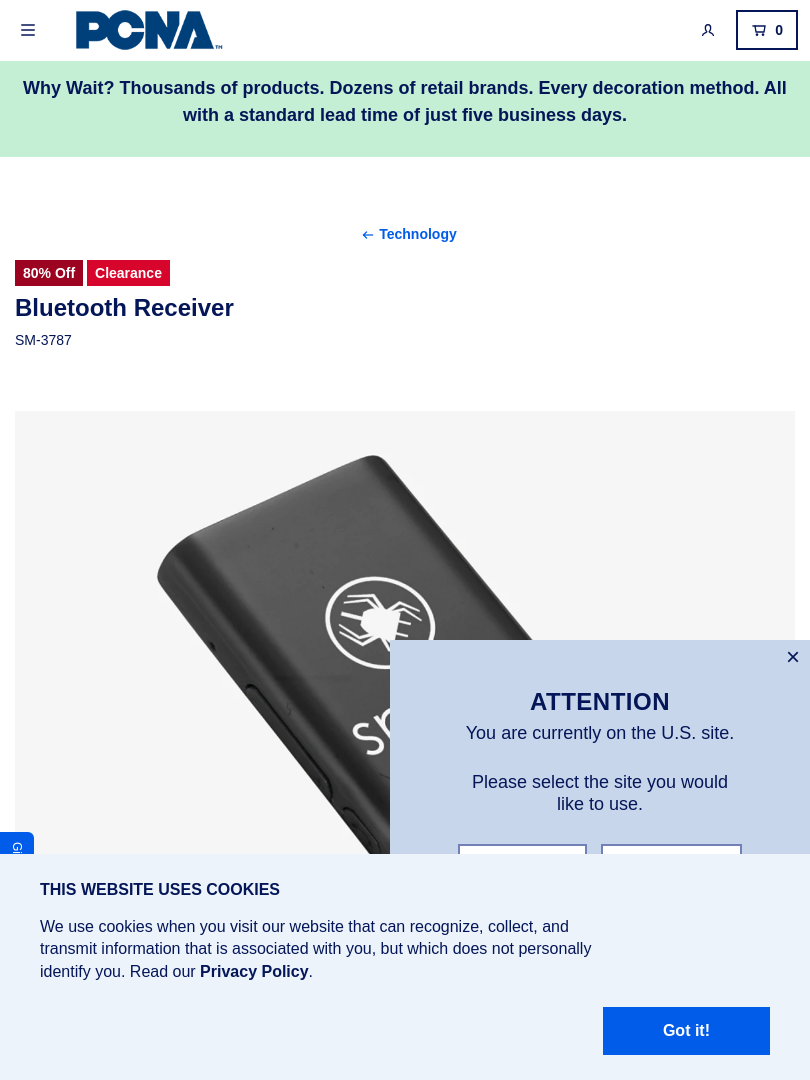 PCNA™
0
Why Wait? Thousands of products. Dozens of retail brands. Every decoration method. All
with a standard lead time of just five business days.
← Technology
80% Off Clearance
Bluetooth Receiver
SM-3787
ATTENTION
You are currently on the U.S. site.
Please select the site you would
like to use.
THIS WEBSITE USES COOKIES
We use cookies when you visit our website that can recognize, collect, and
transmit information that is associated with you, but which does not personally
identify you. Read our Privacy Policy.
Got it!